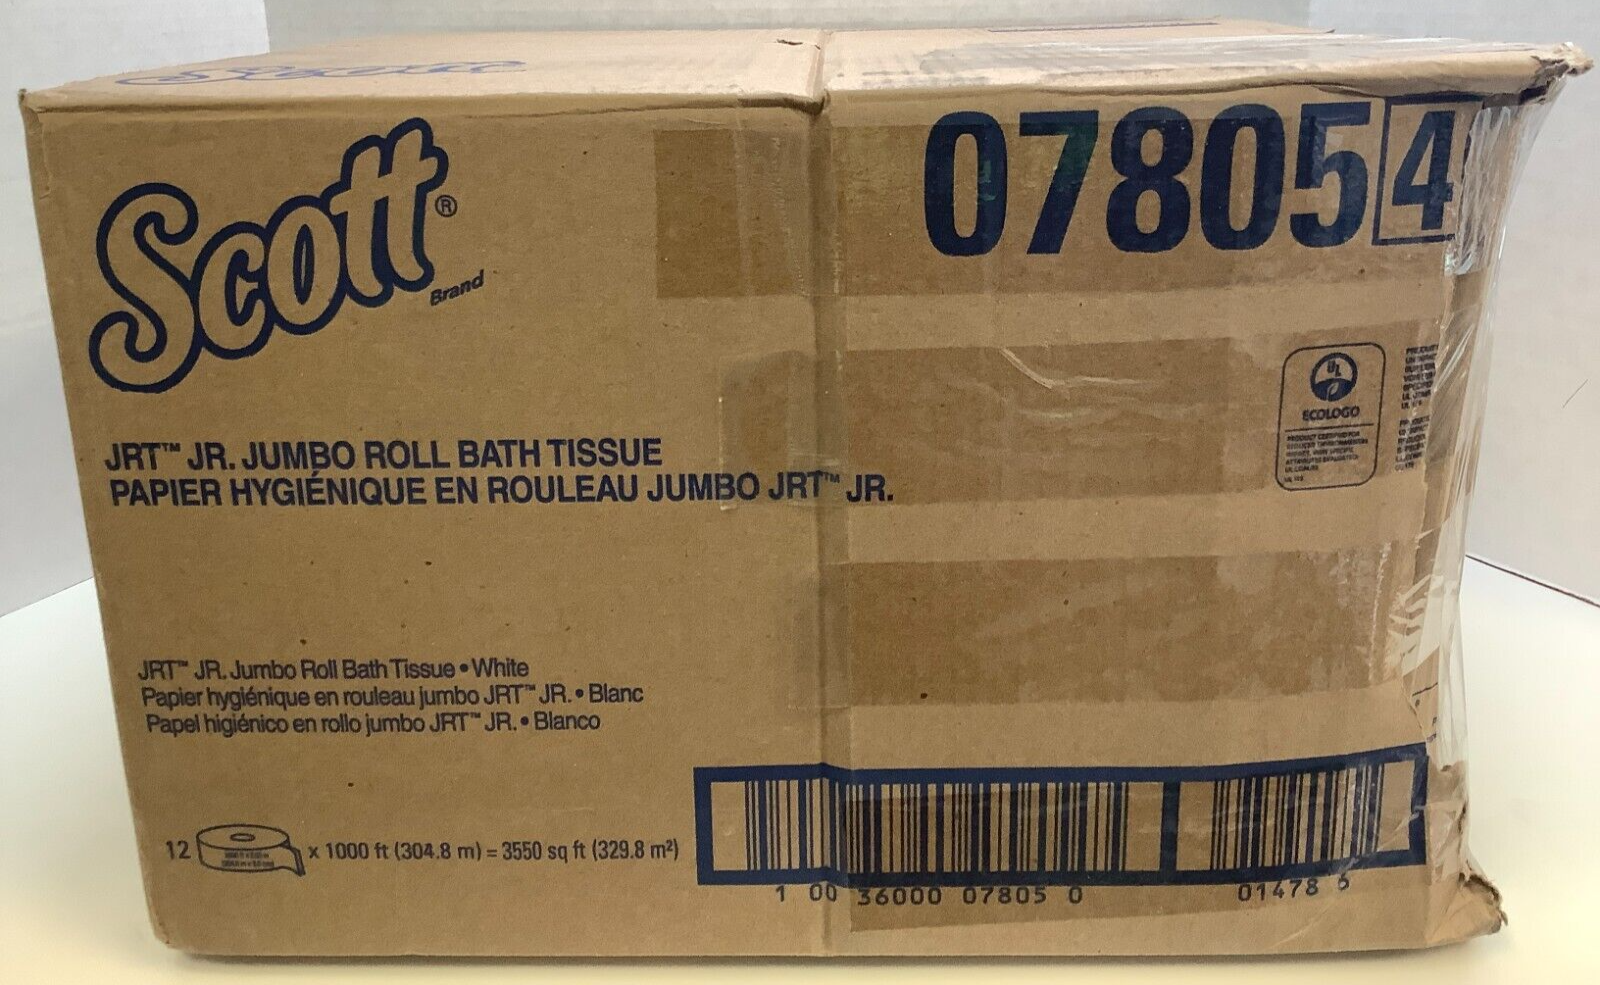 Scott
Scott®
Brand
078054
JRT™ JR. JUMBO ROLL BATH TISSUE
PAPIER HYGIÉNIQUE EN ROULEAU JUMBO JRT™ JR.
UL
ECOLOGO
JRT™ JR. Jumbo Roll Bath Tissue • White
Papier hygiénique en rouleau jumbo JRT™ JR. • Blanc
Papel higiénico en rollo jumbo JRT™ JR. • Blanco
12 x 1000 ft (304.8 m) = 3550 sq ft (329.8 m²)
1 00 36000 07805 0
01478 6